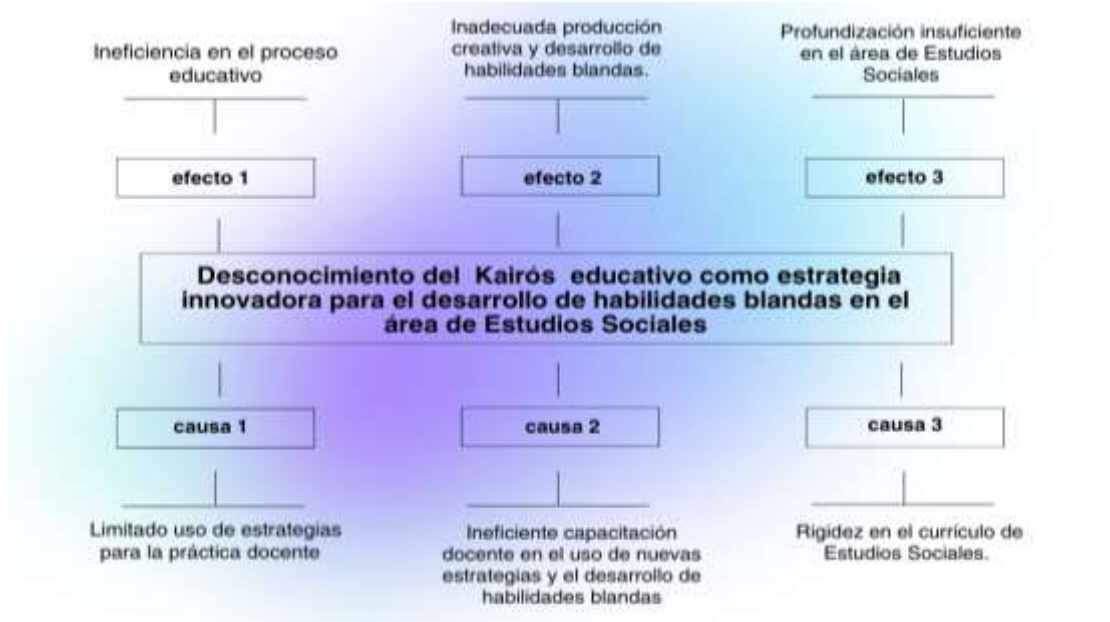 Ineficiencia en el proceso
educativo
Inadecuada producción
creativa y desarrollo de
habilidades blandas.
Profundización insuficiente
en el área de Estudios
Sociales
efecto 1
efecto 2
efecto 3
Desconocimiento del Kairós educativo como estrategia
innovadora para el desarrollo de habilidades blandas en el
área de Estudios Sociales
causa 1
causa 2
causa 3
Limitado uso de estrategias
para la práctica docente
Ineficiente capacitación
docente en el uso de nuevas
estrategias y el desarrollo de
habilidades blandas
Rigidez en el currículo de
Estudios Sociales.